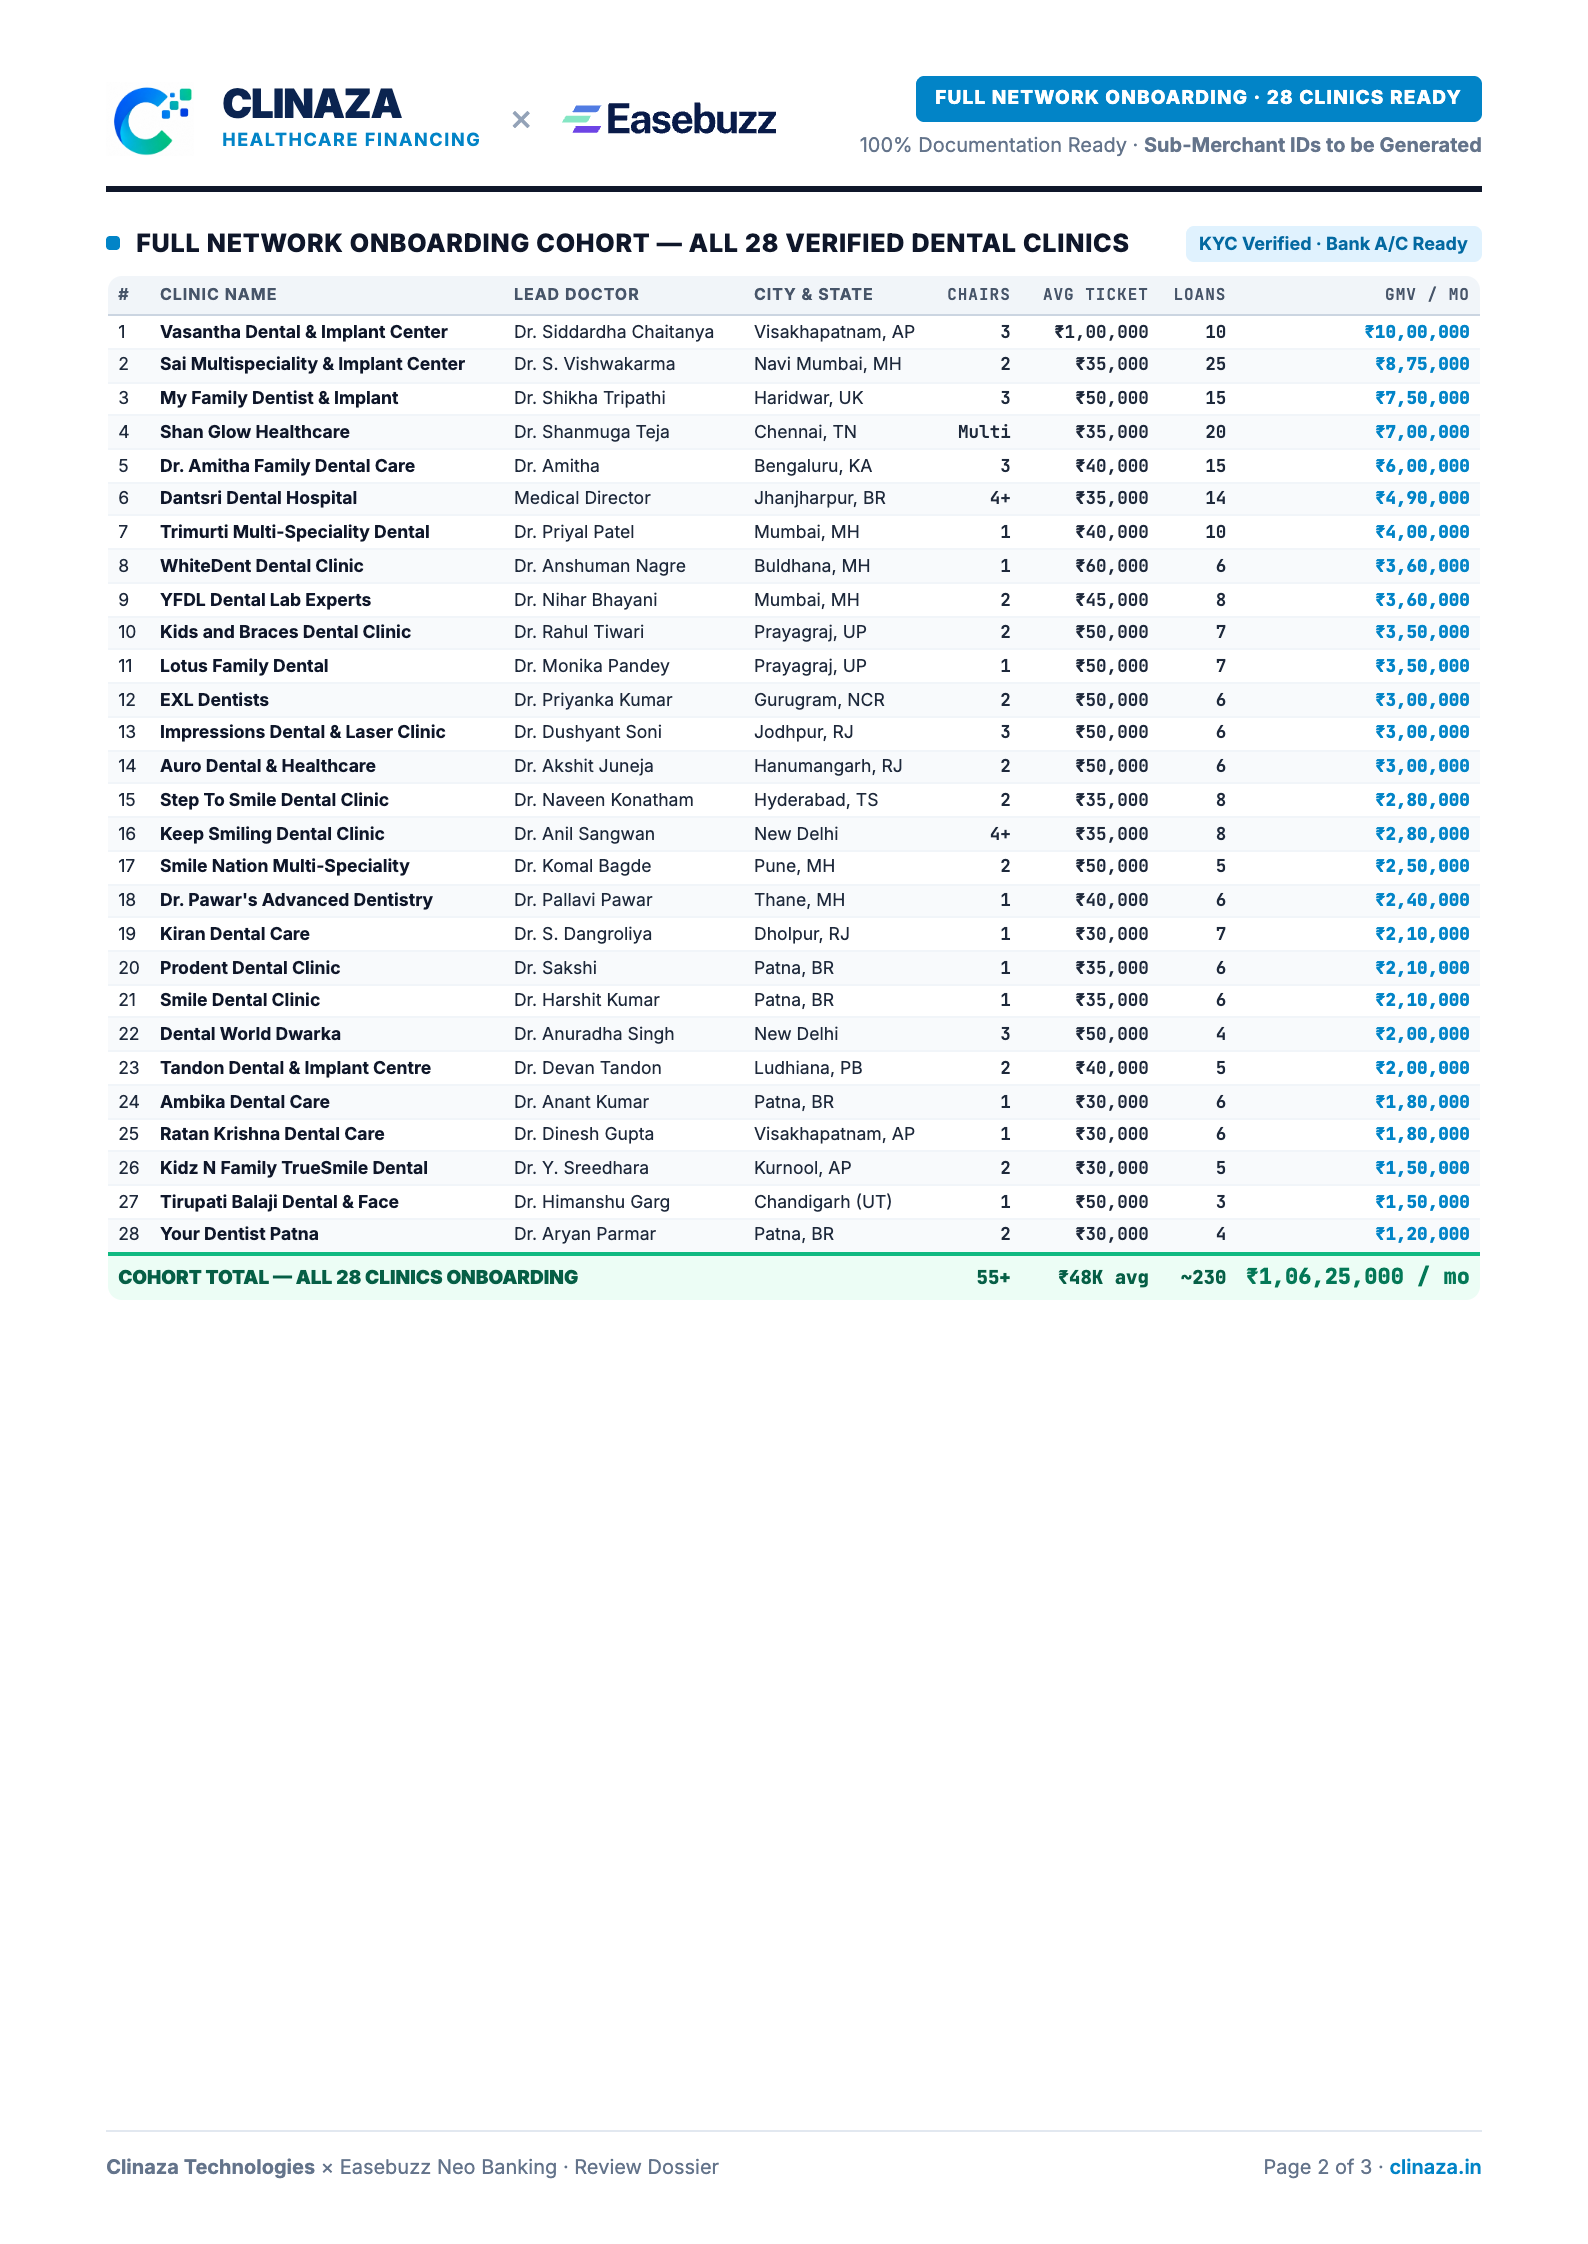 CLINAZA
HEALTHCARE FINANCING
×
Easebuzz
FULL NETWORK ONBOARDING · 28 CLINICS READY
100% Documentation Ready · Sub-Merchant IDs to be Generated
FULL NETWORK ONBOARDING COHORT — ALL 28 VERIFIED DENTAL CLINICS
KYC Verified · Bank A/C Ready
# CLINIC NAME LEAD DOCTOR CITY & STATE CHAIRS AVG TICKET LOANS GMV / MO
1 Vasantha Dental & Implant Center Dr. Siddardha Chaitanya Visakhapatnam, AP 3 ₹1,00,000 10 ₹10,00,000
2 Sai Multispeciality & Implant Center Dr. S. Vishwakarma Navi Mumbai, MH 2 ₹35,000 25 ₹8,75,000
3 My Family Dentist & Implant Dr. Shikha Tripathi Haridwar, UK 3 ₹50,000 15 ₹7,50,000
4 Shan Glow Healthcare Dr. Shanmuga Teja Chennai, TN Multi ₹35,000 20 ₹7,00,000
5 Dr. Amitha Family Dental Care Dr. Amitha Bengaluru, KA 3 ₹40,000 15 ₹6,00,000
6 Dantsri Dental Hospital Medical Director Jhanjharpur, BR 4+ ₹35,000 14 ₹4,90,000
7 Trimurti Multi-Speciality Dental Dr. Priyal Patel Mumbai, MH 1 ₹40,000 10 ₹4,00,000
8 WhiteDent Dental Clinic Dr. Anshuman Nagre Buldhana, MH 1 ₹60,000 6 ₹3,60,000
9 YFDL Dental Lab Experts Dr. Nihar Bhayani Mumbai, MH 2 ₹45,000 8 ₹3,60,000
10 Kids and Braces Dental Clinic Dr. Rahul Tiwari Prayagraj, UP 2 ₹50,000 7 ₹3,50,000
11 Lotus Family Dental Dr. Monika Pandey Prayagraj, UP 1 ₹50,000 7 ₹3,50,000
12 EXL Dentists Dr. Priyanka Kumar Gurugram, NCR 2 ₹50,000 6 ₹3,00,000
13 Impressions Dental & Laser Clinic Dr. Dushyant Soni Jodhpur, RJ 3 ₹50,000 6 ₹3,00,000
14 Auro Dental & Healthcare Dr. Akshit Juneja Hanumangarh, RJ 2 ₹50,000 6 ₹3,00,000
15 Step To Smile Dental Clinic Dr. Naveen Konatham Hyderabad, TS 2 ₹35,000 8 ₹2,80,000
16 Keep Smiling Dental Clinic Dr. Anil Sangwan New Delhi 4+ ₹35,000 8 ₹2,80,000
17 Smile Nation Multi-Speciality Dr. Komal Bagde Pune, MH 2 ₹50,000 5 ₹2,50,000
18 Dr. Pawar's Advanced Dentistry Dr. Pallavi Pawar Thane, MH 1 ₹40,000 6 ₹2,40,000
19 Kiran Dental Care Dr. S. Dangroliya Dholpur, RJ 1 ₹30,000 7 ₹2,10,000
20 Prodent Dental Clinic Dr. Sakshi Patna, BR 1 ₹35,000 6 ₹2,10,000
21 Smile Dental Clinic Dr. Harshit Kumar Patna, BR 1 ₹35,000 6 ₹2,10,000
22 Dental World Dwarka Dr. Anuradha Singh New Delhi 3 ₹50,000 4 ₹2,00,000
23 Tandon Dental & Implant Centre Dr. Devan Tandon Ludhiana, PB 2 ₹40,000 5 ₹2,00,000
24 Ambika Dental Care Dr. Anant Kumar Patna, BR 1 ₹30,000 6 ₹1,80,000
25 Ratan Krishna Dental Care Dr. Dinesh Gupta Visakhapatnam, AP 1 ₹30,000 6 ₹1,80,000
26 Kidz N Family TrueSmile Dental Dr. Y. Sreedhara Kurnool, AP 2 ₹30,000 5 ₹1,50,000
27 Tirupati Balaji Dental & Face Dr. Himanshu Garg Chandigarh (UT) 1 ₹50,000 3 ₹1,50,000
28 Your Dentist Patna Dr. Aryan Parmar Patna, BR 2 ₹30,000 4 ₹1,20,000
COHORT TOTAL — ALL 28 CLINICS ONBOARDING 55+ ₹48K avg ~230 ₹1,06,25,000 / mo
Clinaza Technologies × Easebuzz Neo Banking · Review Dossier
Page 2 of 3 · clinaza.in